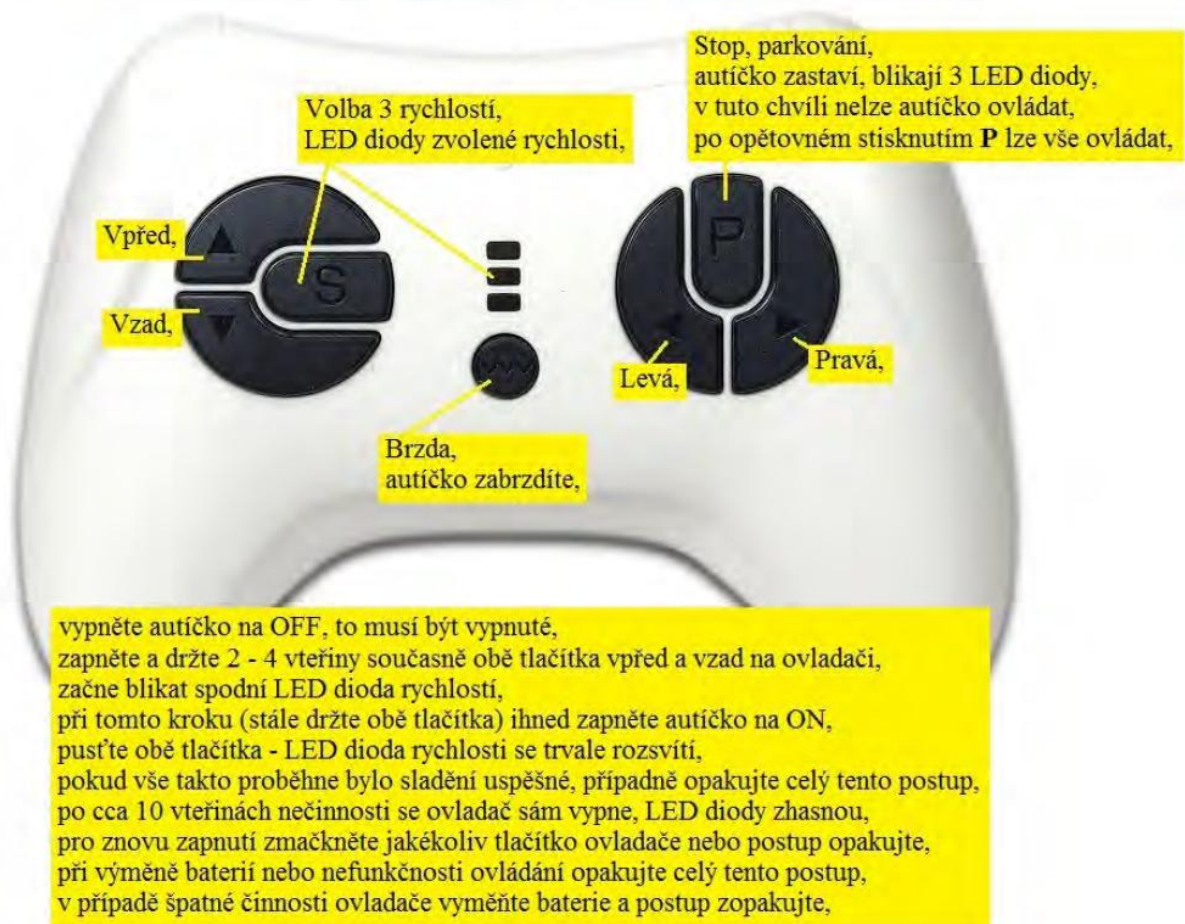 Stop, parkování,
autíčko zastaví, blikají 3 LED diody,
v tuto chvíli nelze autíčko ovládat,
po opětovném stisknutím P lze vše ovládat,
Volba 3 rychlostí,
LED diody zvolené rychlosti,
Vpřed,
S
P
Vzad,
Levá,
Pravá,
Brzda,
autíčko zabrzdíte,
vypněte autíčko na OFF, to musí být vypnuté,
zapněte a držte 2 - 4 vteřiny současně obě tlačítka vpřed a vzad na ovladači,
začne blikat spodní LED dioda rychlostí,
při tomto kroku (stále držte obě tlačítka) ihned zapněte autíčko na ON,
pusťte obě tlačítka - LED dioda rychlosti se trvale rozsvítí,
pokud vše takto proběhne bylo sladění uspěšné, případně opakujte celý tento postup,
po cca 10 vteřinách nečinnosti se ovladač sám vypne, LED diody zhasnou,
pro znovu zapnutí zmačkněte jakékoliv tlačítko ovladače nebo postup opakujte,
při výměně baterií nebo nefunkčnosti ovládání opakujte celý tento postup,
v případě špatné činnosti ovladače vyměňte baterie a postup zopakujte,